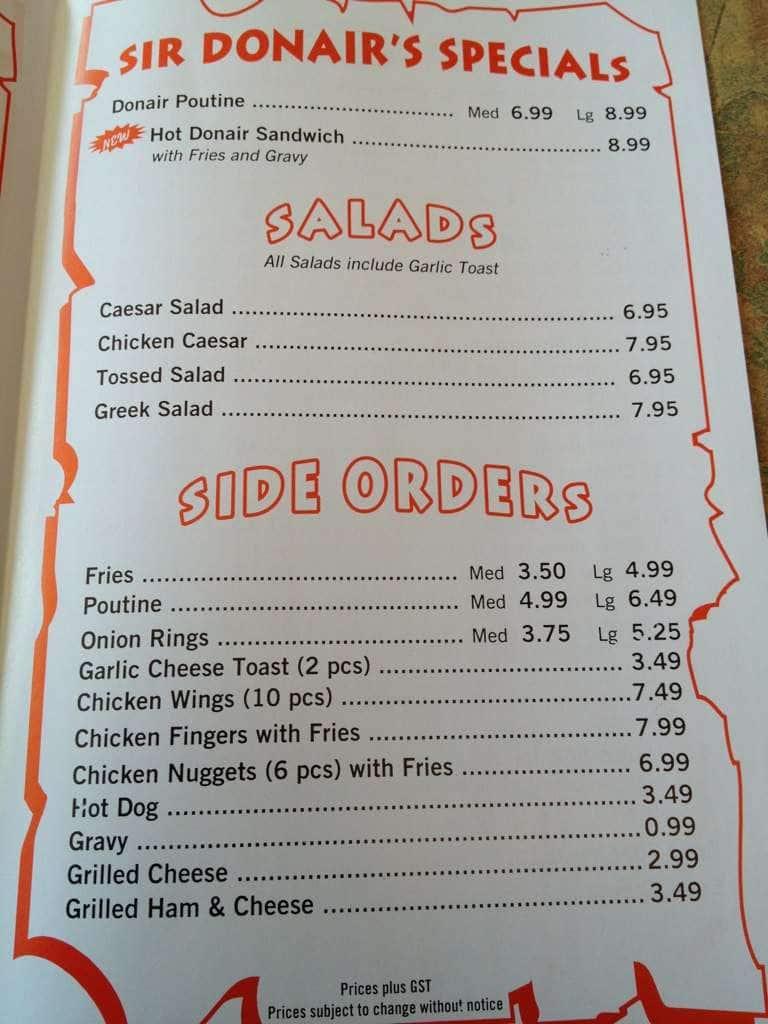 SIR DONAIR'S SPECIALS
Donair Poutine ................................ Med 6.99 Lg 8.99
NEW Hot Donair Sandwich ..................................... 8.99
with Fries and Gravy
SALADS
All Salads include Garlic Toast
Caesar Salad ........................................................ 6.95
Chicken Caesar ..................................................... 7.95
Tossed Salad ........................................................ 6.95
Greek Salad .......................................................... 7.95
SIDE ORDERS
Fries ............................................. Med 3.50 Lg 4.99
Poutine ......................................... Med 4.99 Lg 6.49
Onion Rings ................................... Med 3.75 Lg 5.25
Garlic Cheese Toast (2 pcs) .................................. 3.49
Chicken Wings (10 pcs) ........................................7.49
Chicken Fingers with Fries .....................................7.99
Chicken Nuggets (6 pcs) with Fries ....................... 6.99
Hot Dog ............................................................... 3.49
Gravy ....................................................................0.99
Grilled Cheese ...................................................... 2.99
Grilled Ham & Cheese .......................................... 3.49
Prices plus GST
Prices subject to change without notice